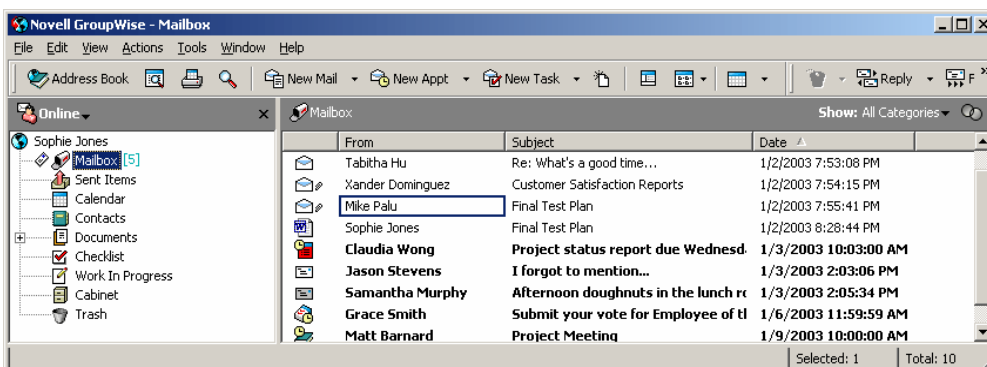 Novell GroupWise - Mailbox
File Edit View Actions Tools Window Help
Address Book New Mail New Appt New Task Reply F
Online Mailbox Show: All Categories
Sophie Jones
Mailbox [5]
Sent Items
Calendar
Contacts
Documents
Checklist
Work In Progress
Cabinet
Trash
From Subject Date
Tabitha Hu Re: What's a good time... 1/2/2003 7:53:08 PM
Xander Dominguez Customer Satisfaction Reports 1/2/2003 7:54:15 PM
Mike Palu Final Test Plan 1/2/2003 7:55:41 PM
Sophie Jones Final Test Plan 1/2/2003 8:28:44 PM
Claudia Wong Project status report due Wednesd 1/3/2003 10:03:00 AM
Jason Stevens I forgot to mention... 1/3/2003 2:03:06 PM
Samantha Murphy Afternoon doughnuts in the lunch 1/3/2003 2:05:34 PM
Grace Smith Submit your vote for Employee of 1/6/2003 11:59:59 AM
Matt Barnard Project Meeting 1/9/2003 10:00:00 AM
Selected: 1 Total: 10